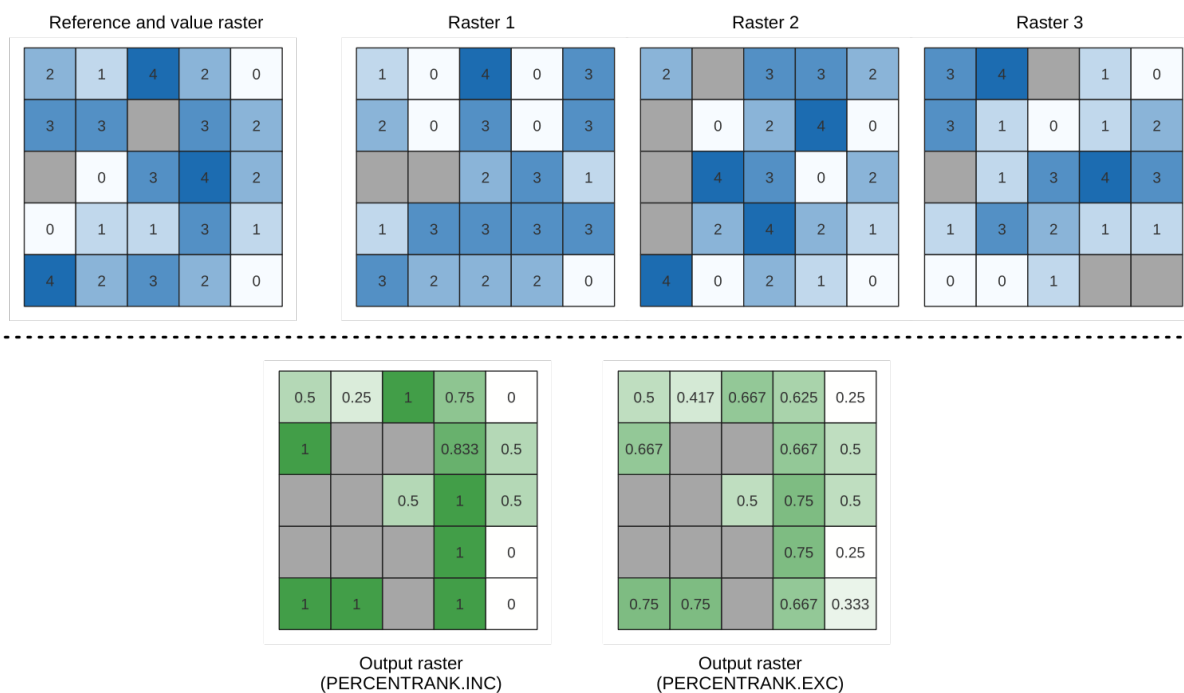 Reference and value raster
Raster 1
Raster 2
Raster 3
2 1 4 2 0
1 0 4 0 3
2 3 3 2
3 4 1 0
3 3 3 2
2 0 3 0 3
0 2 4 0
3 1 0 1 2
0 3 4 2
2 3 1
4 3 0 2
1 3 4 3
0 1 1 3 1
1 3 3 3 3
2 4 2 1
1 3 2 1 1
4 2 3 2 0
3 2 2 2 0
4 0 2 1 0
0 0 1
0.5 0.25 1 0.75 0
0.5 0.417 0.667 0.625 0.25
1 0.833 0.5
0.667 0.667 0.5
0.5 1 0.5
0.5 0.75 0.5
1 0
0.75 0.25
1 1 1 0
0.75 0.75 0.667 0.333
Output raster
(PERCENTRANK.INC)
Output raster
(PERCENTRANK.EXC)